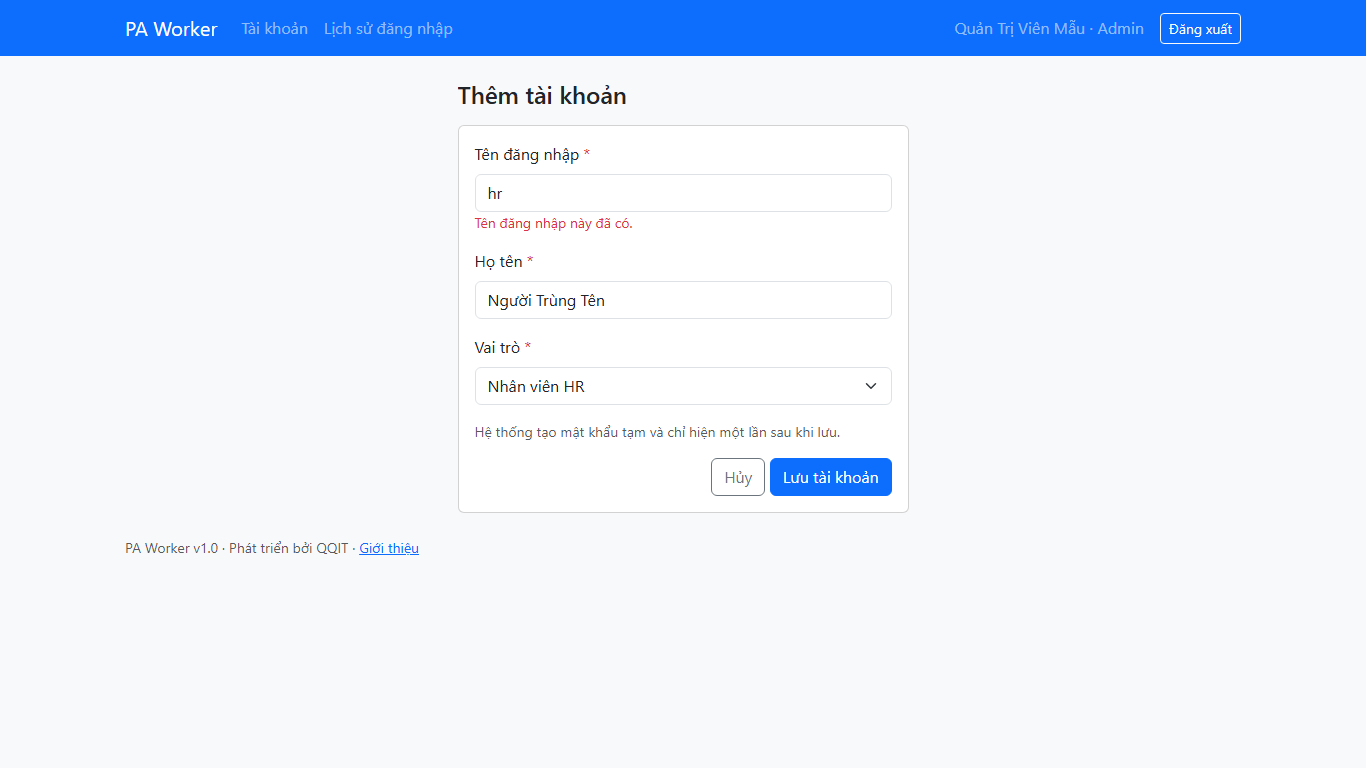 PA Worker Tài khoản Lịch sử đăng nhập Quản Trị Viên Mẫu · Admin Đăng xuất
Thêm tài khoản
Tên đăng nhập *
hr
Tên đăng nhập này đã có.
Họ tên *
Người Trùng Tên
Vai trò *
Nhân viên HR
Hệ thống tạo mật khẩu tạm và chỉ hiện một lần sau khi lưu.
Hủy Lưu tài khoản
PA Worker v1.0 · Phát triển bởi QQIT · Giới thiệu